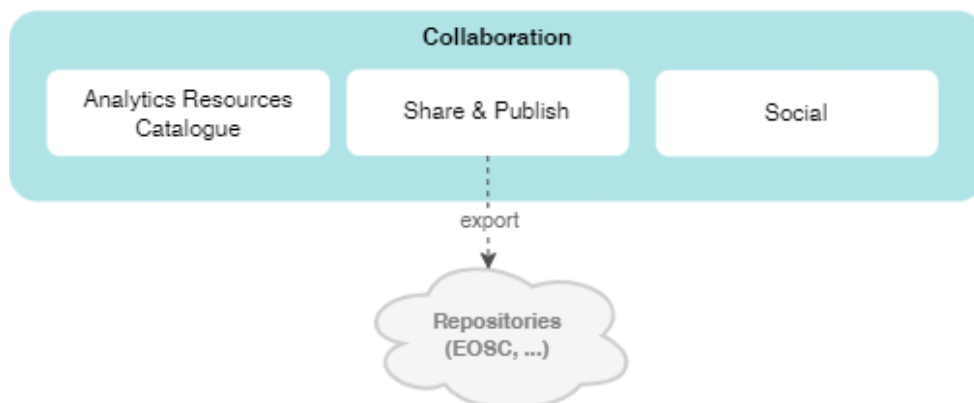 Collaboration
Analytics Resources
Catalogue
Share & Publish
Social
export
Repositories
(EOSC, ...)